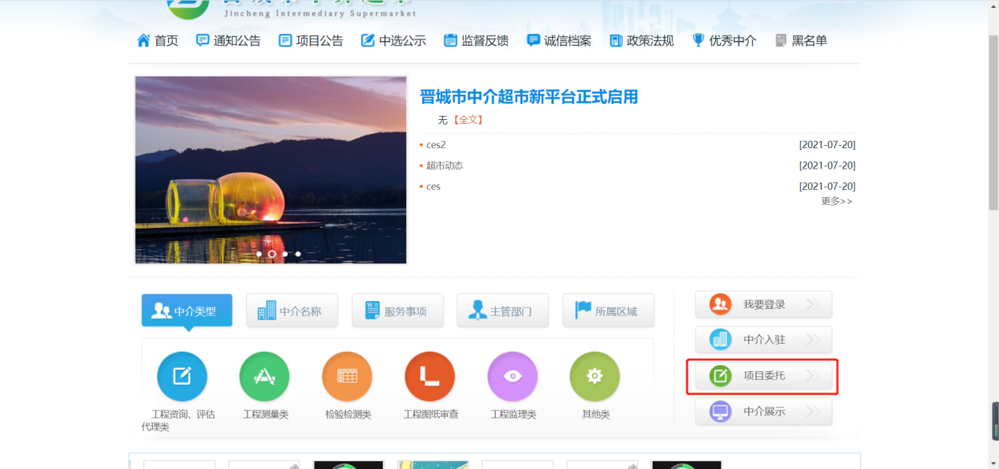 Jincheng Intermediary Supermarket
首页 通知公告 项目公告 中选公示 监督反馈 诚信档案 政策法规 优秀中介 黑名单
晋城市中介超市新平台正式启用
无【全文】
ces2 [2021-07-20]
超市动态 [2021-07-20]
ces [2021-07-20]
更多>>
中介类型 中介名称 服务事项 主管部门 所属区域
我要登录
中介入驻
项目委托
中介展示
工程资询、评估 工程测量类 检验检测类 工程图纸审查 工程监理类 其他类
代理类